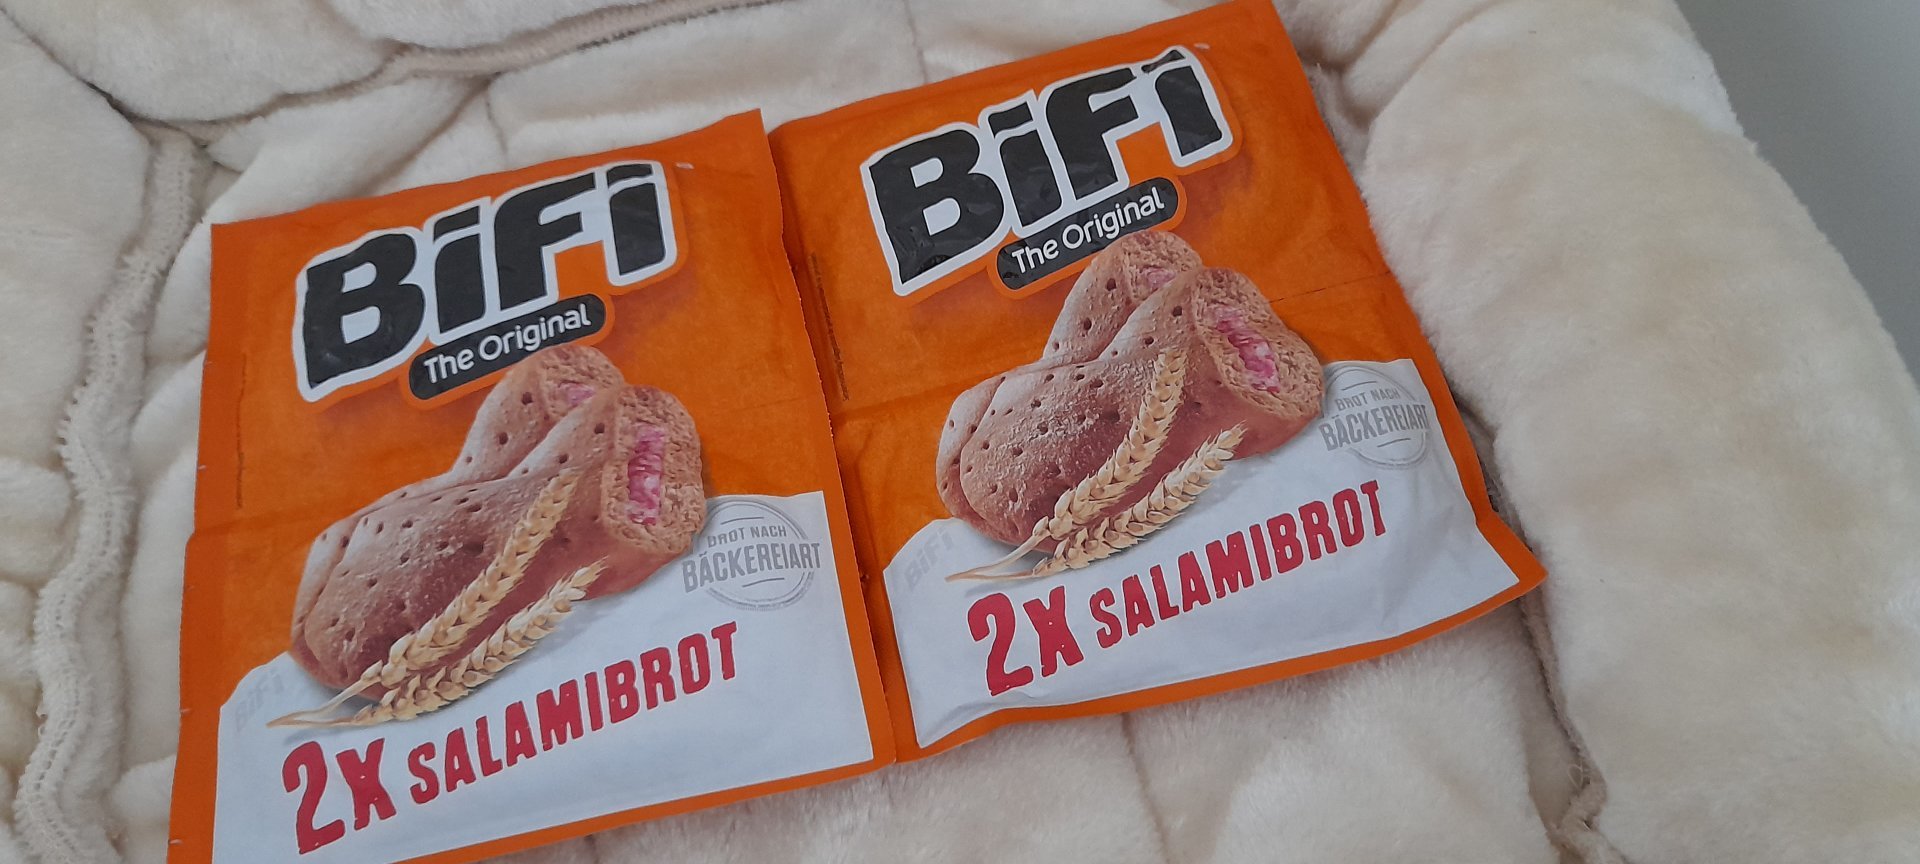 BiFi
The Original
BROT NACH
BÄCKEREIART
BiFi
2X SALAMIBROT
BiFi
The Original
BROT NACH
BÄCKEREIART
BiFi
2X SALAMIBROT